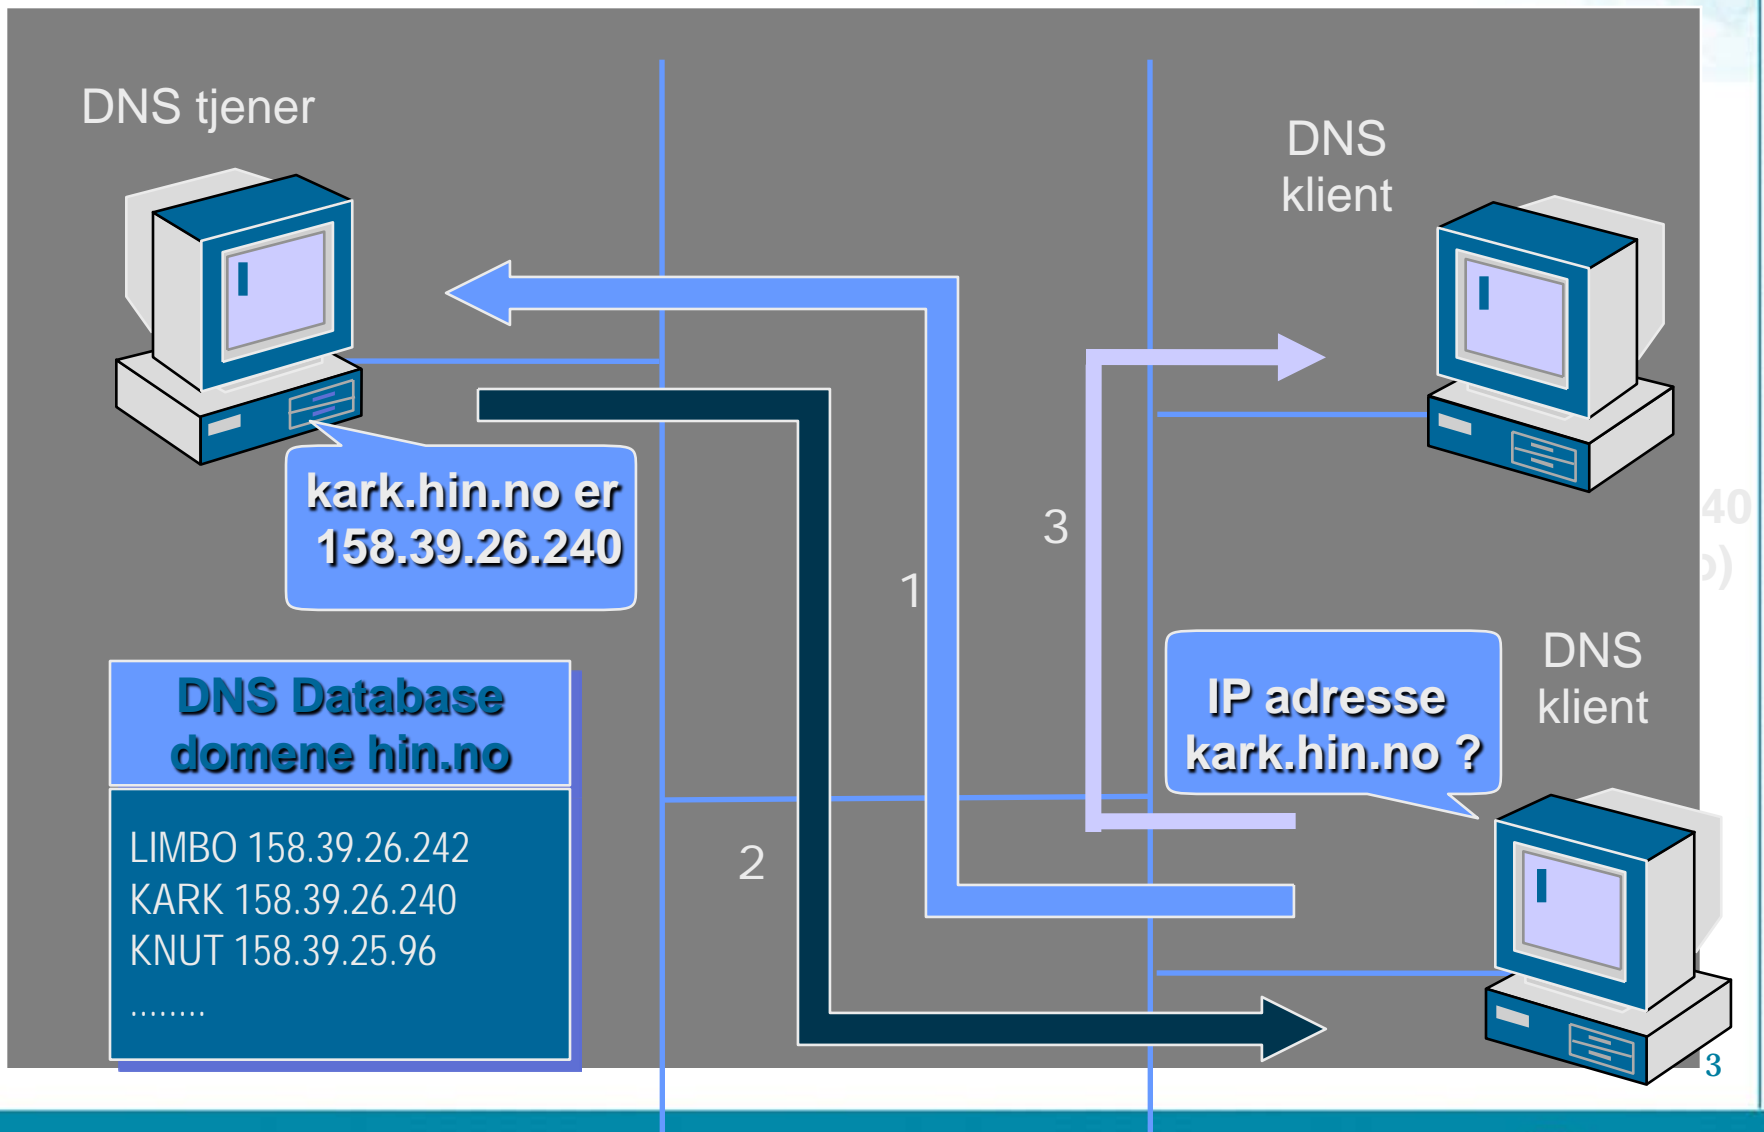 DNS tjener
DNS
klient
kark.hin.no er
158.39.26.240
3
1
40
DNS
klient
IP adresse
kark.hin.no ?
DNS Database
domene hin.no
LIMBO 158.39.26.242
KARK 158.39.26.240
KNUT 158.39.25.96
........
2
3